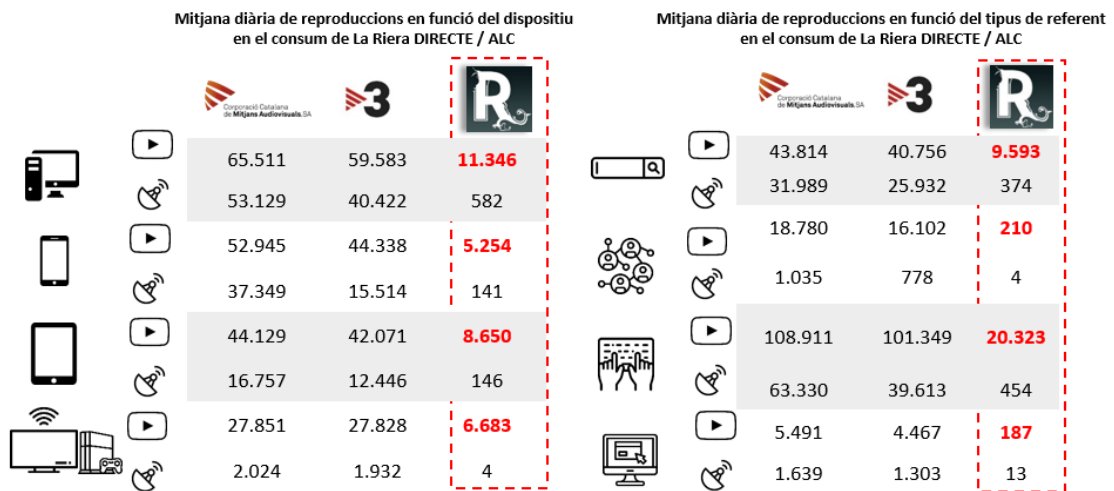 Mitjana diària de reproduccions en funció del dispositiu
en el consum de La Riera DIRECTE / ALC
Corporació Catalana
de Mitjans Audiovisuals, SA
3
R
65.511 59.583 11.346
53.129 40.422 582
52.945 44.338 5.254
37.349 15.514 141
44.129 42.071 8.650
16.757 12.446 146
27.851 27.828 6.683
2.024 1.932 4
Mitjana diària de reproduccions en funció del tipus de referent
en el consum de La Riera DIRECTE / ALC
Corporació Catalana
de Mitjans Audiovisuals, SA
3
R
43.814 40.756 9.593
31.989 25.932 374
18.780 16.102 210
1.035 778 4
108.911 101.349 20.323
63.330 39.613 454
5.491 4.467 187
1.639 1.303 13